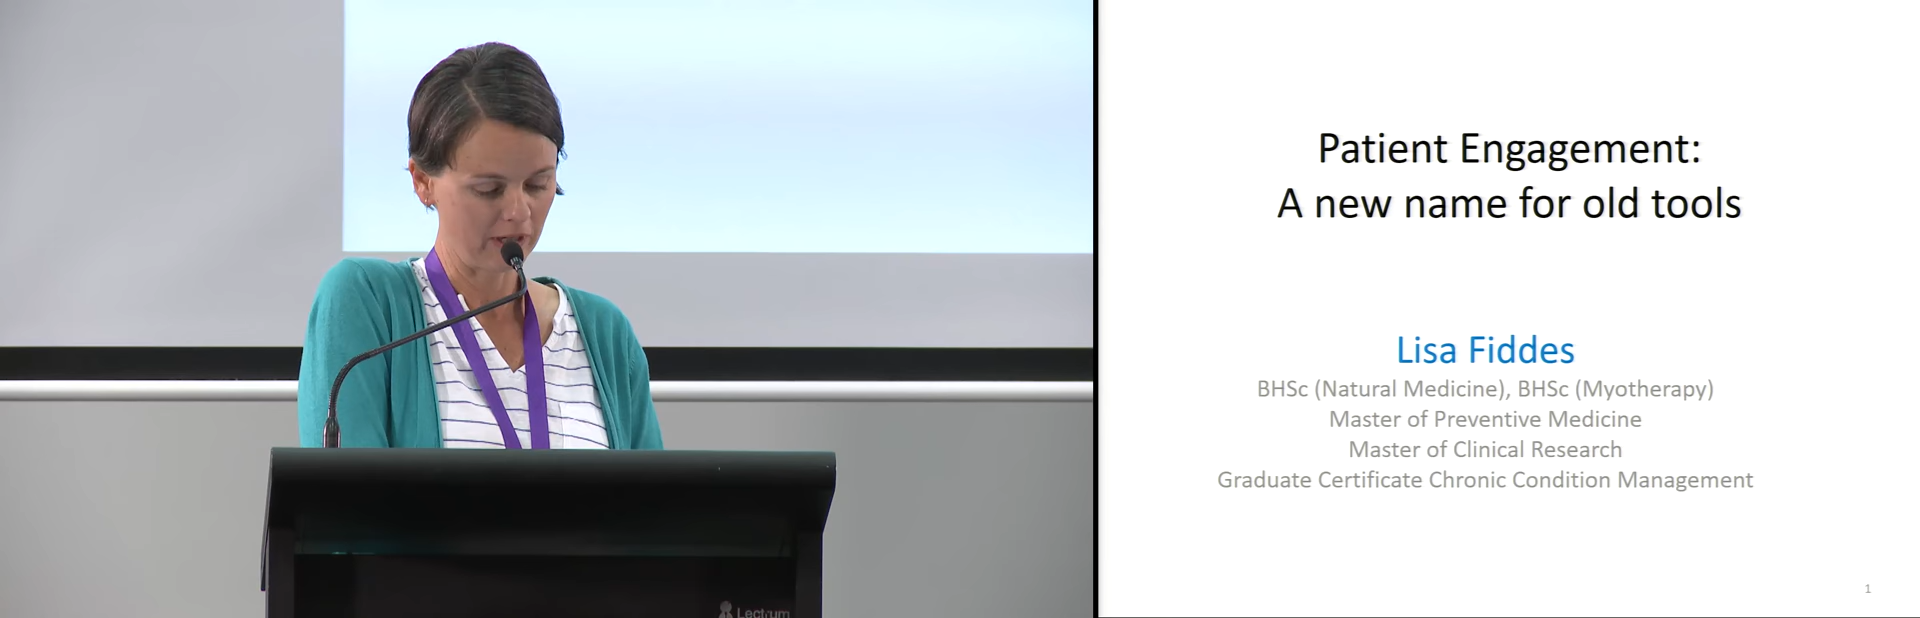 Patient Engagement:
A new name for old tools
Lisa Fiddes
BHSc (Natural Medicine), BHSc (Myotherapy)
Master of Preventive Medicine
Master of Clinical Research
Graduate Certificate Chronic Condition Management
1
Lectrum